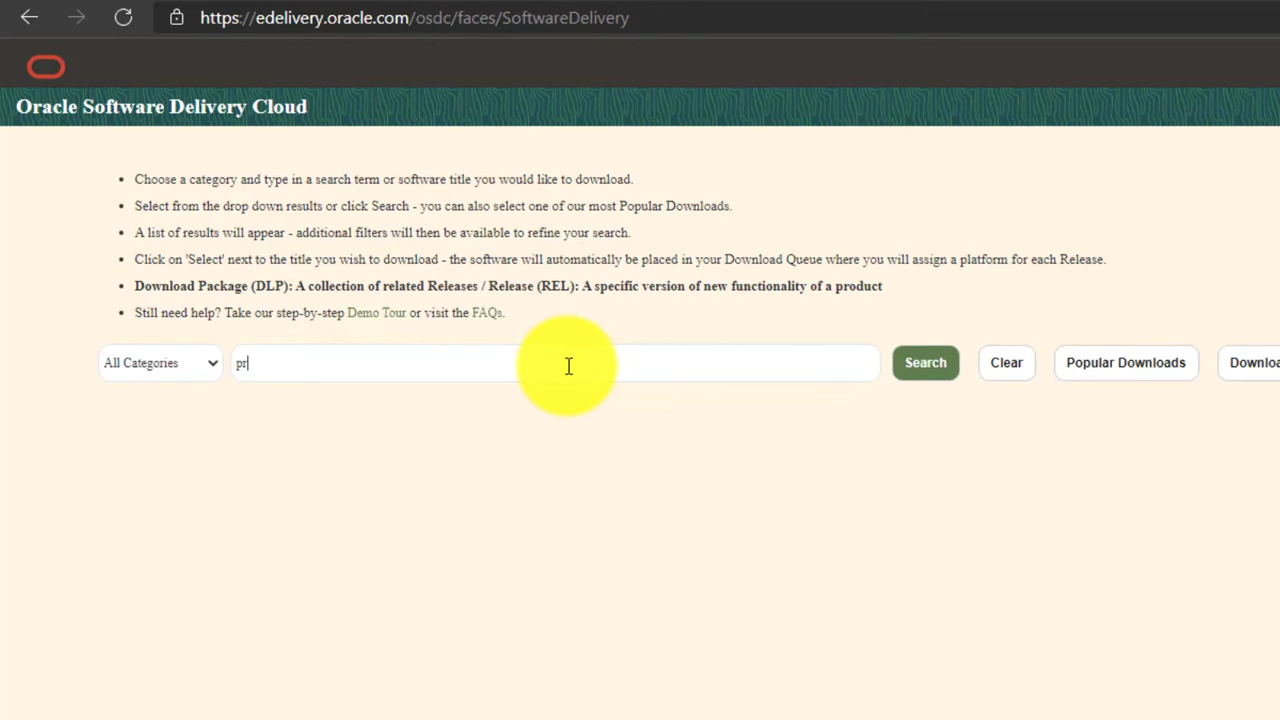 https://edelivery.oracle.com/osdc/faces/SoftwareDelivery
Oracle Software Delivery Cloud
• Choose a category and type in a search term or software title you would like to download.
• Select from the drop down results or click Search - you can also select one of our most Popular Downloads.
• A list of results will appear - additional filters will then be available to refine your search.
• Click on 'Select' next to the title you wish to download - the software will automatically be placed in your Download Queue where you will assign a platform for each Release.
• Download Package (DLP): A collection of related Releases / Release (REL): A specific version of new functionality of a product
• Still need help? Take our step-by-step Demo Tour or visit the FAQs.
All Categories pr Search Clear Popular Downloads Downloa